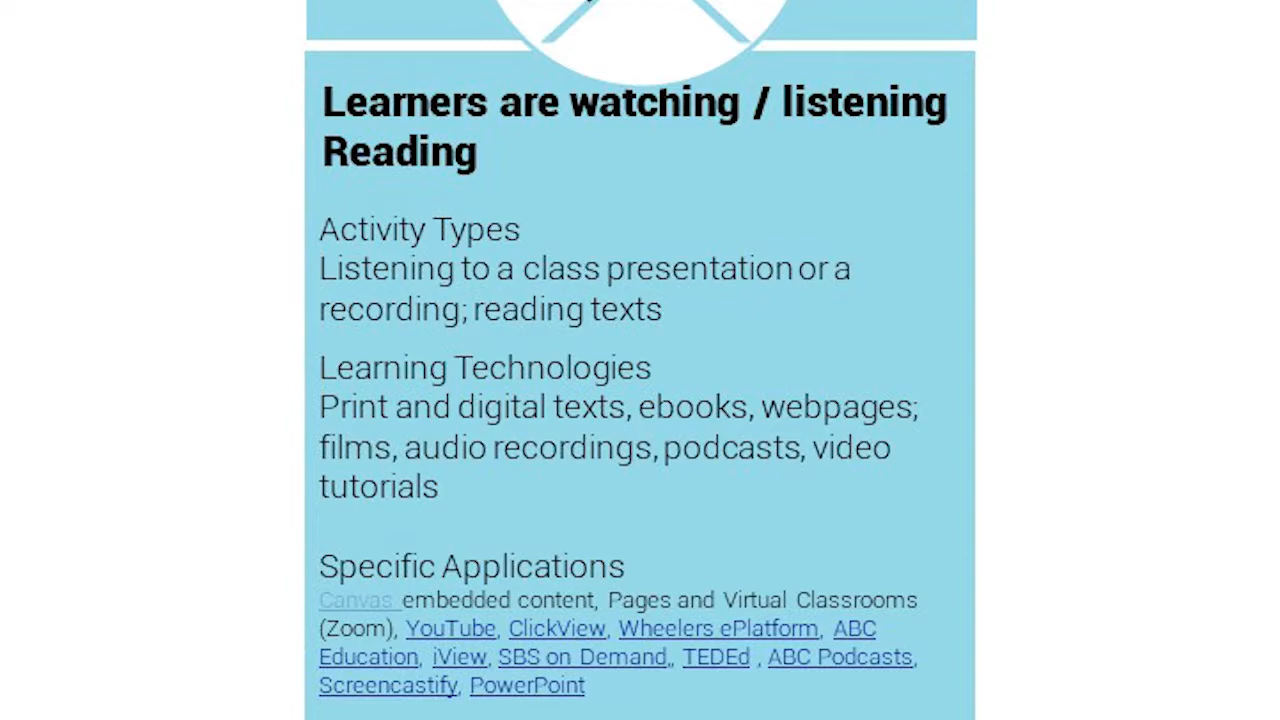 Learners are watching / listening
Reading
Activity Types
Listening to a class presentation or a
recording; reading texts
Learning Technologies
Print and digital texts, ebooks, webpages;
films, audio recordings, podcasts, video
tutorials
Specific Applications
Canvas embedded content, Pages and Virtual Classrooms
(Zoom), YouTube, ClickView, Wheelers ePlatform, ABC
Education, iView, SBS on Demand,, TEDEd , ABC Podcasts,
Screencastify, PowerPoint